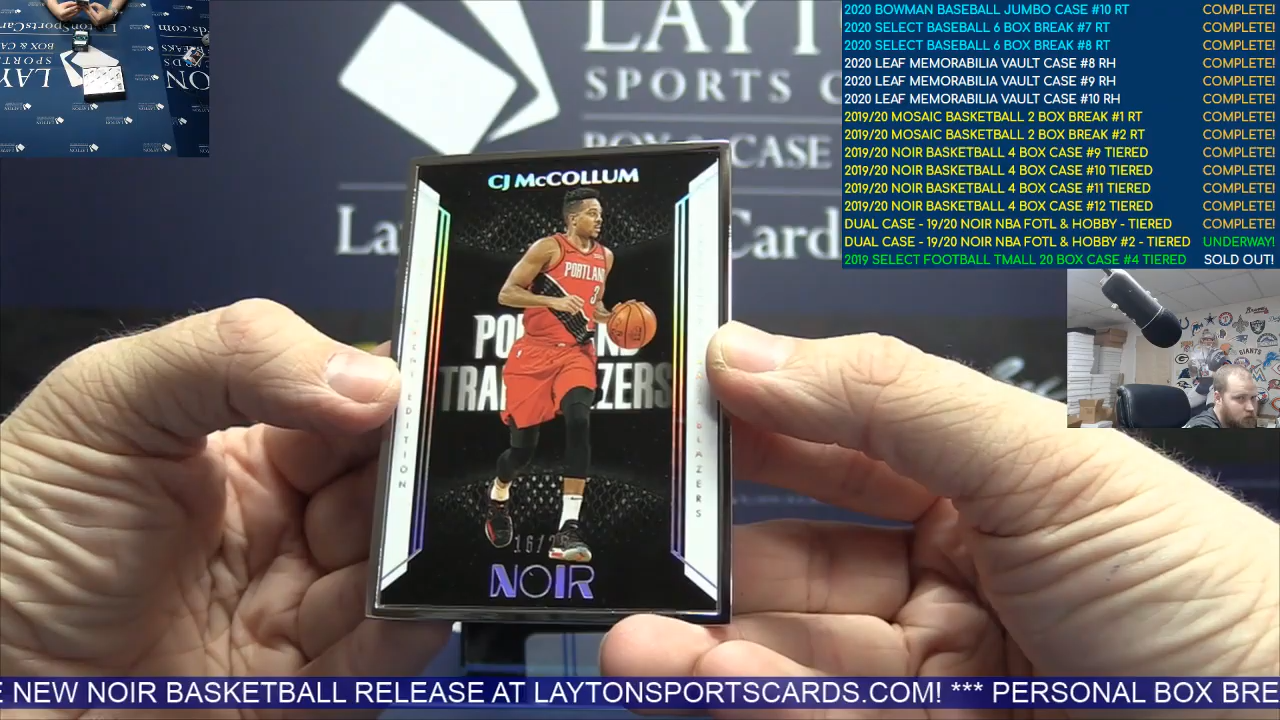 LAYT
SPORTS C
BOX & CASE
La
Card
CJ McCOLLUM
PORTLAND
3
EDITION
NOIR
2020 BOWMAN BASEBALL JUMBO CASE #10 RT COMPLETE!
2020 SELECT BASEBALL 6 BOX BREAK #7 RT COMPLETE!
2020 SELECT BASEBALL 6 BOX BREAK #8 RT COMPLETE!
2020 LEAF MEMORABILIA VAULT CASE #8 RH COMPLETE!
2020 LEAF MEMORABILIA VAULT CASE #9 RH COMPLETE!
2020 LEAF MEMORABILIA VAULT CASE #10 RH COMPLETE!
2019/20 MOSAIC BASKETBALL 2 BOX BREAK #1 RT COMPLETE!
2019/20 MOSAIC BASKETBALL 2 BOX BREAK #2 RT COMPLETE!
2019/20 NOIR BASKETBALL 4 BOX CASE #9 TIERED COMPLETE!
2019/20 NOIR BASKETBALL 4 BOX CASE #10 TIERED COMPLETE!
2019/20 NOIR BASKETBALL 4 BOX CASE #11 TIERED COMPLETE!
2019/20 NOIR BASKETBALL 4 BOX CASE #12 TIERED COMPLETE!
DUAL CASE - 19/20 NOIR NBA FOTL & HOBBY - TIERED COMPLETE!
DUAL CASE - 19/20 NOIR NBA FOTL & HOBBY #2 - TIERED UNDERWAY!
2019 SELECT FOOTBALL TMALL 20 BOX CASE #4 TIERED SOLD OUT!
GIANTS
E NEW NOIR BASKETBALL RELEASE AT LAYTONSPORTSCARDS.COM! *** PERSONAL BOX BRE